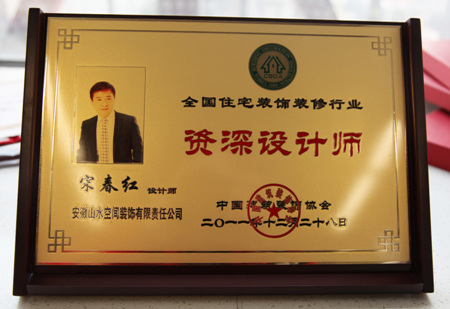 全国住宅装饰装修行业
资深设计师
宋春红 设计师
安徽山水空间装饰有限责任公司
中国建筑装饰协会
二〇一一年十二月二十八日